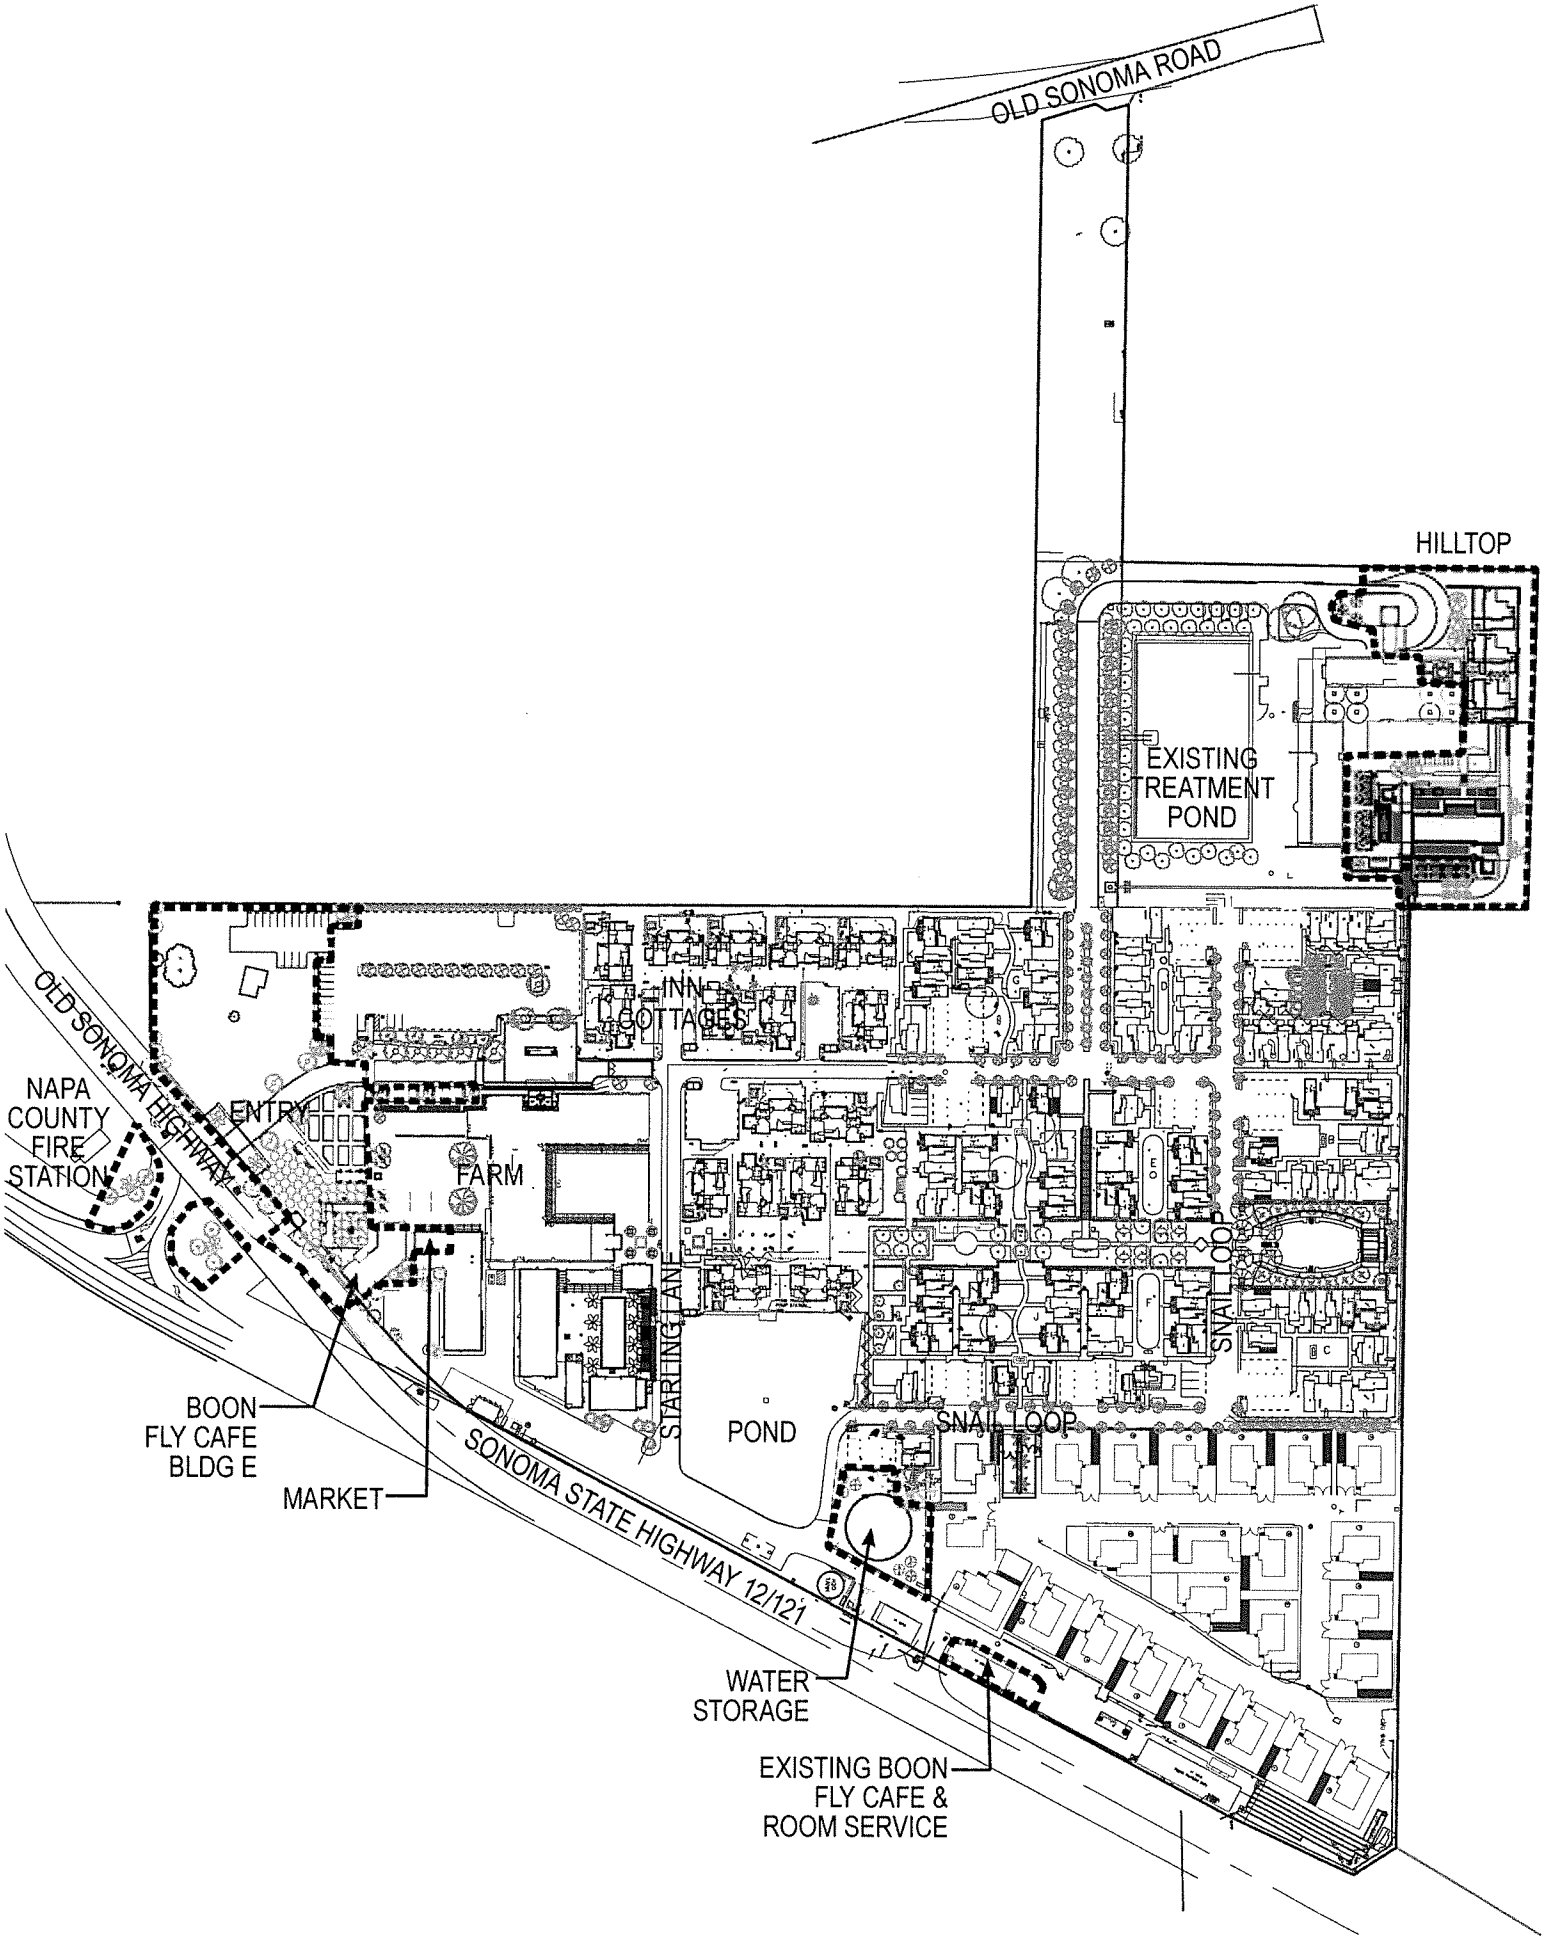 OLD SONOMA ROAD
HILLTOP
EXISTING
TREATMENT
POND
INN
COTTAGES
OLD SONOMA HIGHWAY
NAPA
COUNTY
FIRE
STATION
ENTRY
FARM
G
D
H
E
J
F
C
SNAIL LOOP
STARLING LANE
BOON
FLY CAFE
BLDG E
MARKET
POND
SNAIL LOOP
SONOMA STATE HIGHWAY 12/121
WATER
STORAGE
EXISTING BOON
FLY CAFE &
ROOM SERVICE